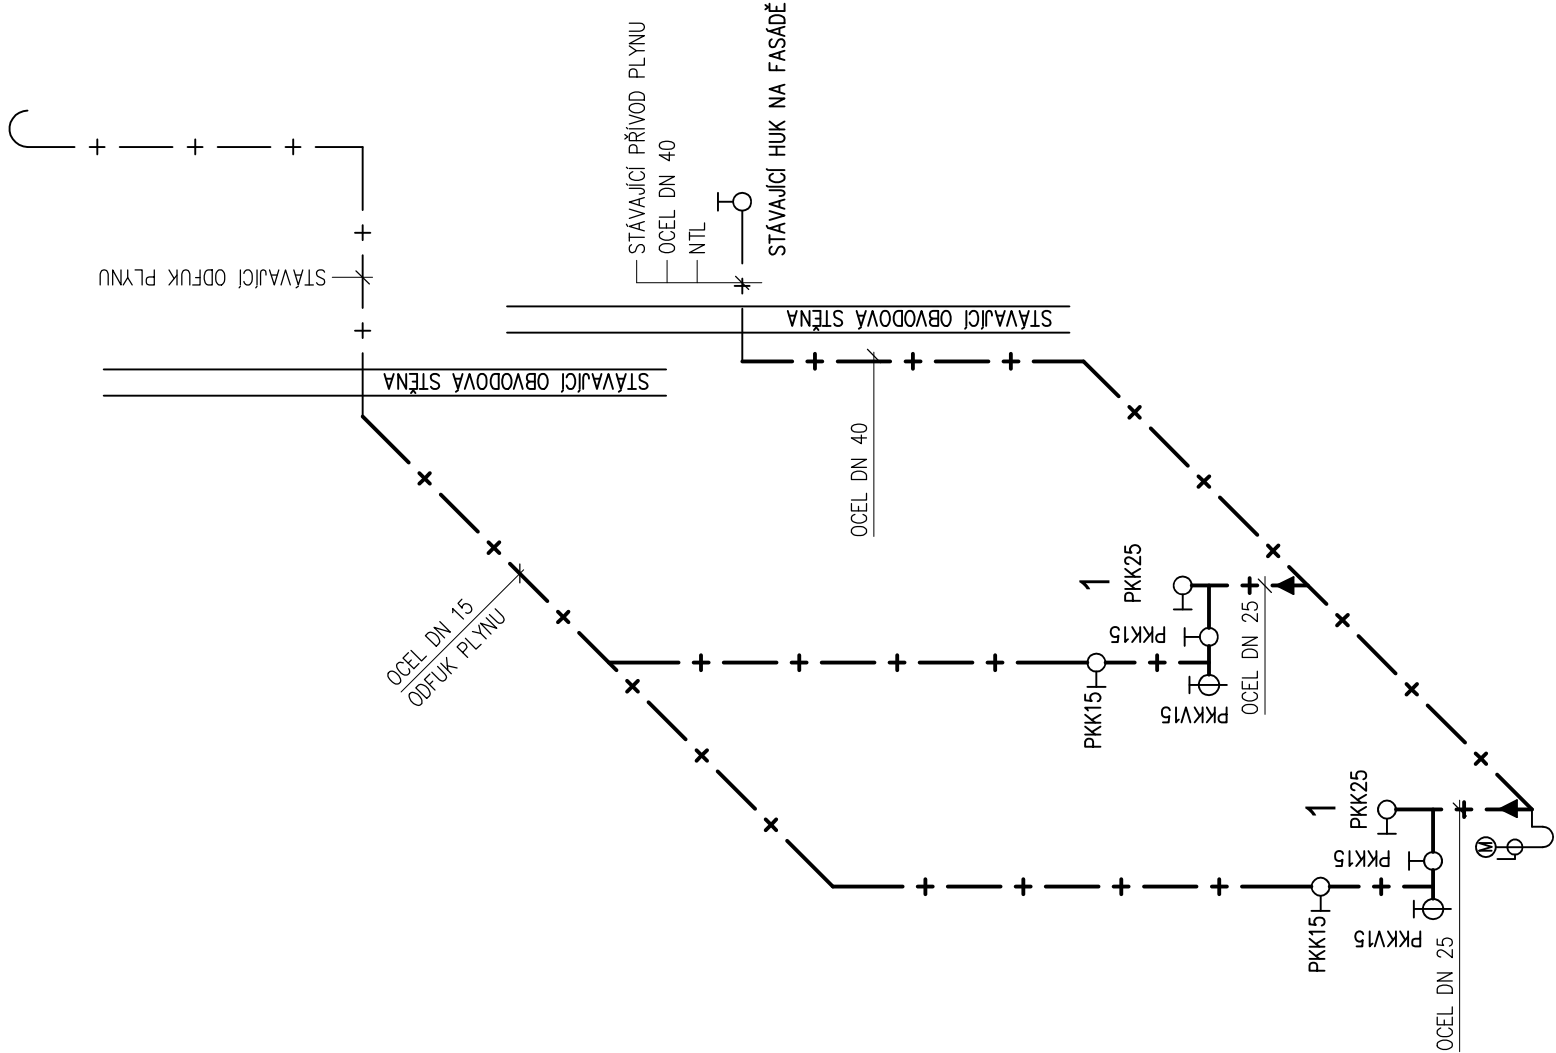 STÁVAJÍCÍ ODFUK PLYNU
STÁVAJÍCÍ OBVODOVÁ STĚNA
STÁVAJÍCÍ PŘÍVOD PLYNU
OCEL DN 40
NTL
STÁVAJÍCÍ HUK NA FASÁDĚ
STÁVAJÍCÍ OBVODOVÁ STĚNA
OCEL DN 40
OCEL DN 15
ODFUK PLYNU
1
PKK25
PKK15
PKK15
PKKV15
OCEL DN 25
1
PKK25
PKK15
PKK15
PKKV15
OCEL DN 25
M